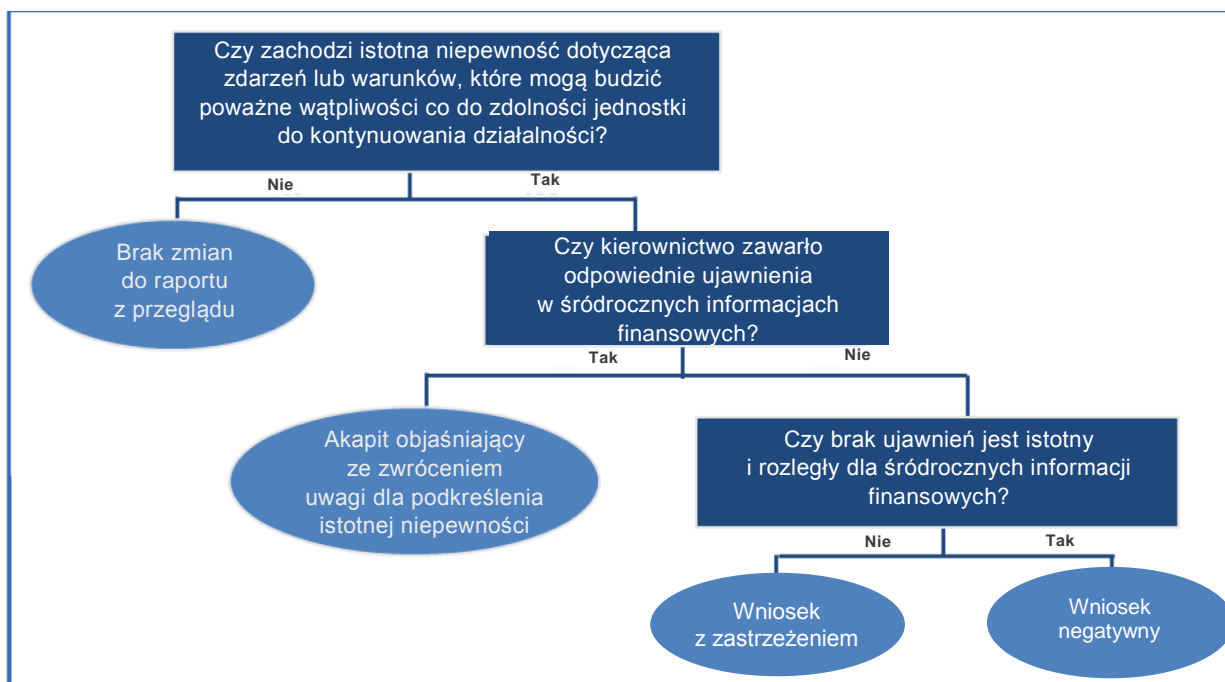 Czy zachodzi istotna niepewność dotycząca
zdarzeń lub warunków, które mogą budzić
poważne wątpliwości co do zdolności jednostki
do kontynuowania działalności?
Nie
Tak
Brak zmian
do raportu
z przeglądu
Czy kierownictwo zawarło
odpowiednie ujawnienia
w śródrocznych informacjach
finansowych?
Tak
Nie
Akapit objaśniający
ze zwróceniem
uwagi dla podkreślenia
istotnej niepewności
Czy brak ujawnień jest istotny
i rozległy dla śródrocznych informacji
finansowych?
Nie
Tak
Wniosek
z zastrzeżeniem
Wniosek
negatywny